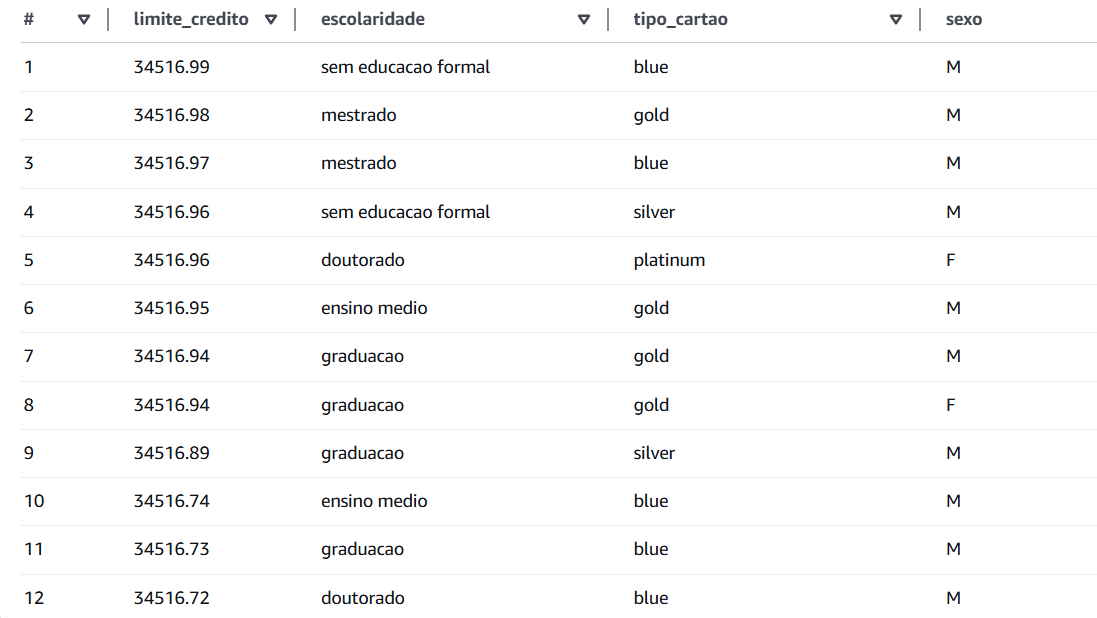 # limite_credito escolaridade tipo_cartao sexo
1 34516.99 sem educacao formal blue M
2 34516.98 mestrado gold M
3 34516.97 mestrado blue M
4 34516.96 sem educacao formal silver M
5 34516.96 doutorado platinum F
6 34516.95 ensino medio gold M
7 34516.94 graduacao gold M
8 34516.94 graduacao gold F
9 34516.89 graduacao silver M
10 34516.74 ensino medio blue M
11 34516.73 graduacao blue M
12 34516.72 doutorado blue M